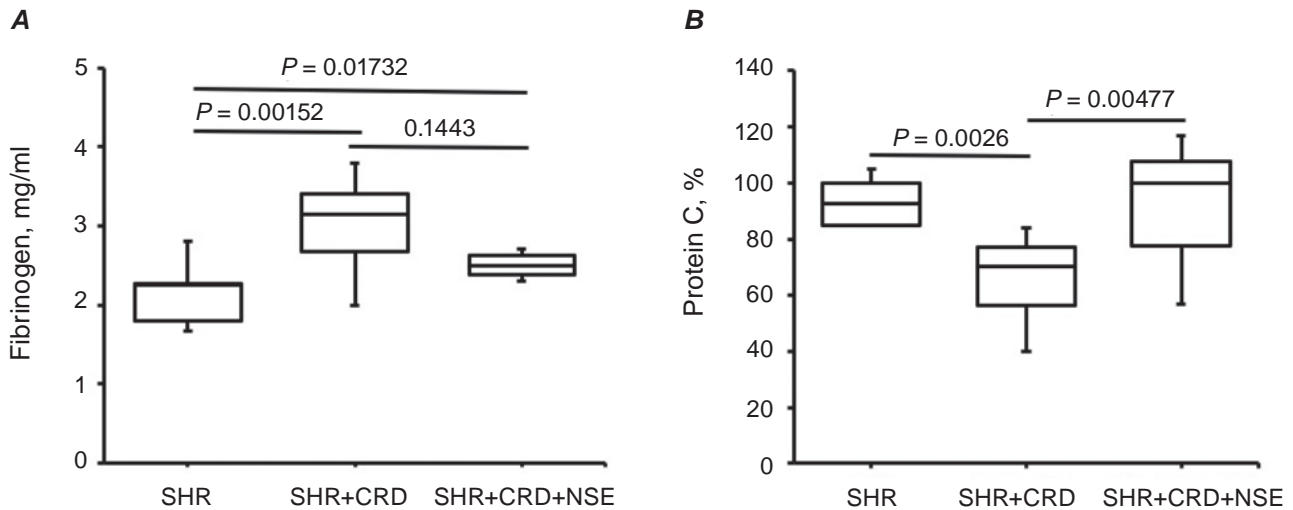 A
Fibrinogen, mg/ml
5
4
3
2
1
0
P = 0.01732
P = 0.00152
0.1443
SHR
SHR+CRD
SHR+CRD+NSE
B
Protein C, %
140
120
100
80
60
40
20
0
P = 0.00477
P = 0.0026
SHR
SHR+CRD
SHR+CRD+NSE